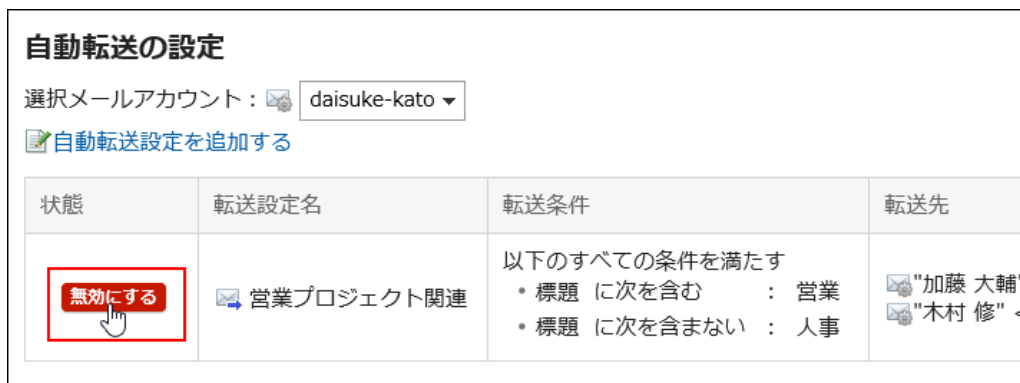 自動転送の設定
選択メールアカウント： daisuke-kato
自動転送設定を追加する
状態 転送設定名 転送条件 転送先
無効にする 営業プロジェクト関連 以下のすべての条件を満たす
• 標題 に次を含む ： 営業
• 標題 に次を含まない ： 人事
"加藤 大輔"
"木村 修" <